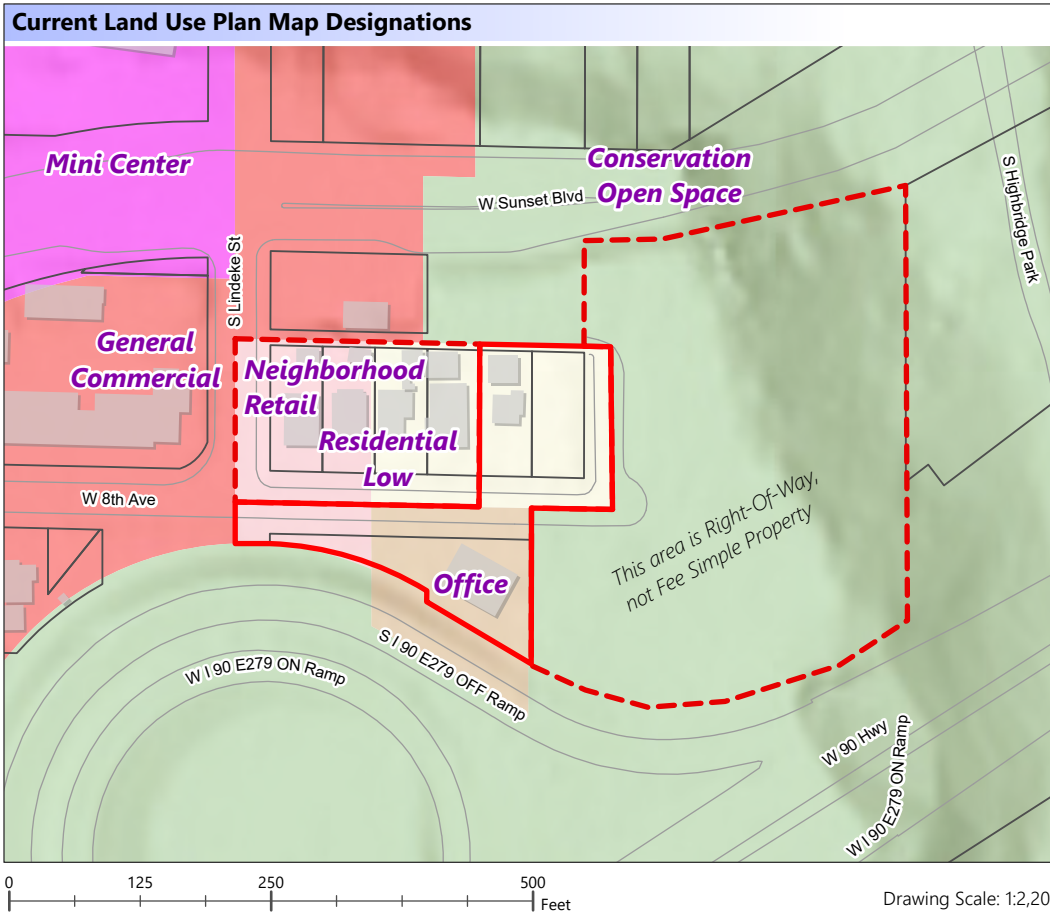 Current Land Use Plan Map Designations
Mini Center
Conservation
Open Space
W Sunset Blvd
S Highbridge Park
S Lindeke St
General
Commercial
Neighborhood
Retail
Residential
Low
W 8th Ave
This area is Right-Of-Way,
not Fee Simple Property
Office
S I 90 E279 OFF Ramp
W I 90 E279 ON Ramp
W 90 Hwy
W I 90 E279 ON Ramp
0 125 250 500
Feet
Drawing Scale: 1:2,20